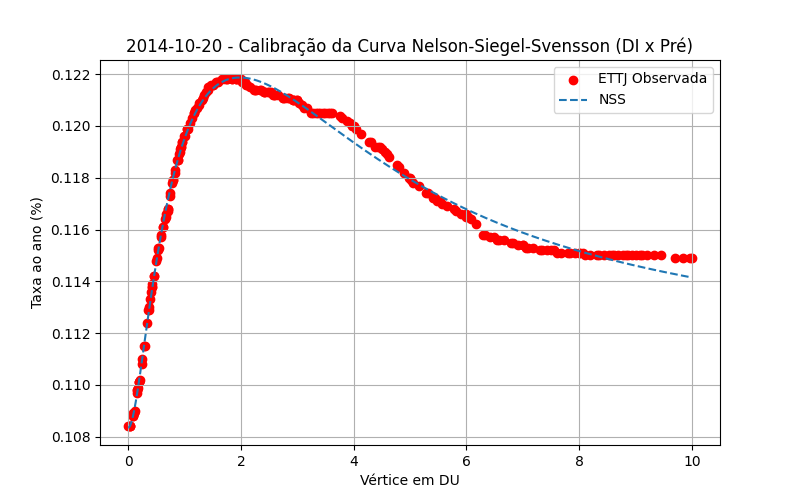 2014-10-20 - Calibração da Curva Nelson-Siegel-Svensson (DI x Pré)
ETTJ Observada
NSS
Taxa ao ano (%)
0.122
0.120
0.118
0.116
0.114
0.112
0.110
0.108
0 2 4 6 8 10
Vértice em DU